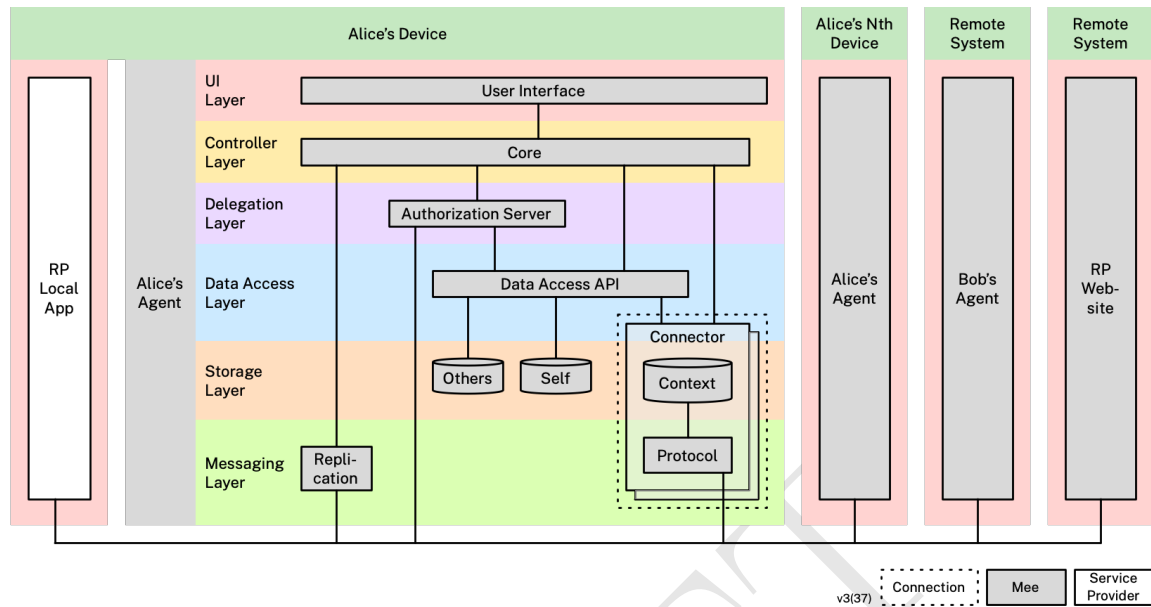 Alice's Device
Alice's Nth
Device
Remote
System
Remote
System
UI
Layer
User Interface
Controller
Layer
Core
Delegation
Layer
Authorization Server
RP
Local
App
Alice's
Agent
Data Access
Layer
Data Access API
Alice's
Agent
Bob's
Agent
RP
Web-
site
Connector
Storage
Layer
Others
Self
Context
Messaging
Layer
Repli-
cation
Protocol
v3(37)
Connection
Mee
Service
Provider